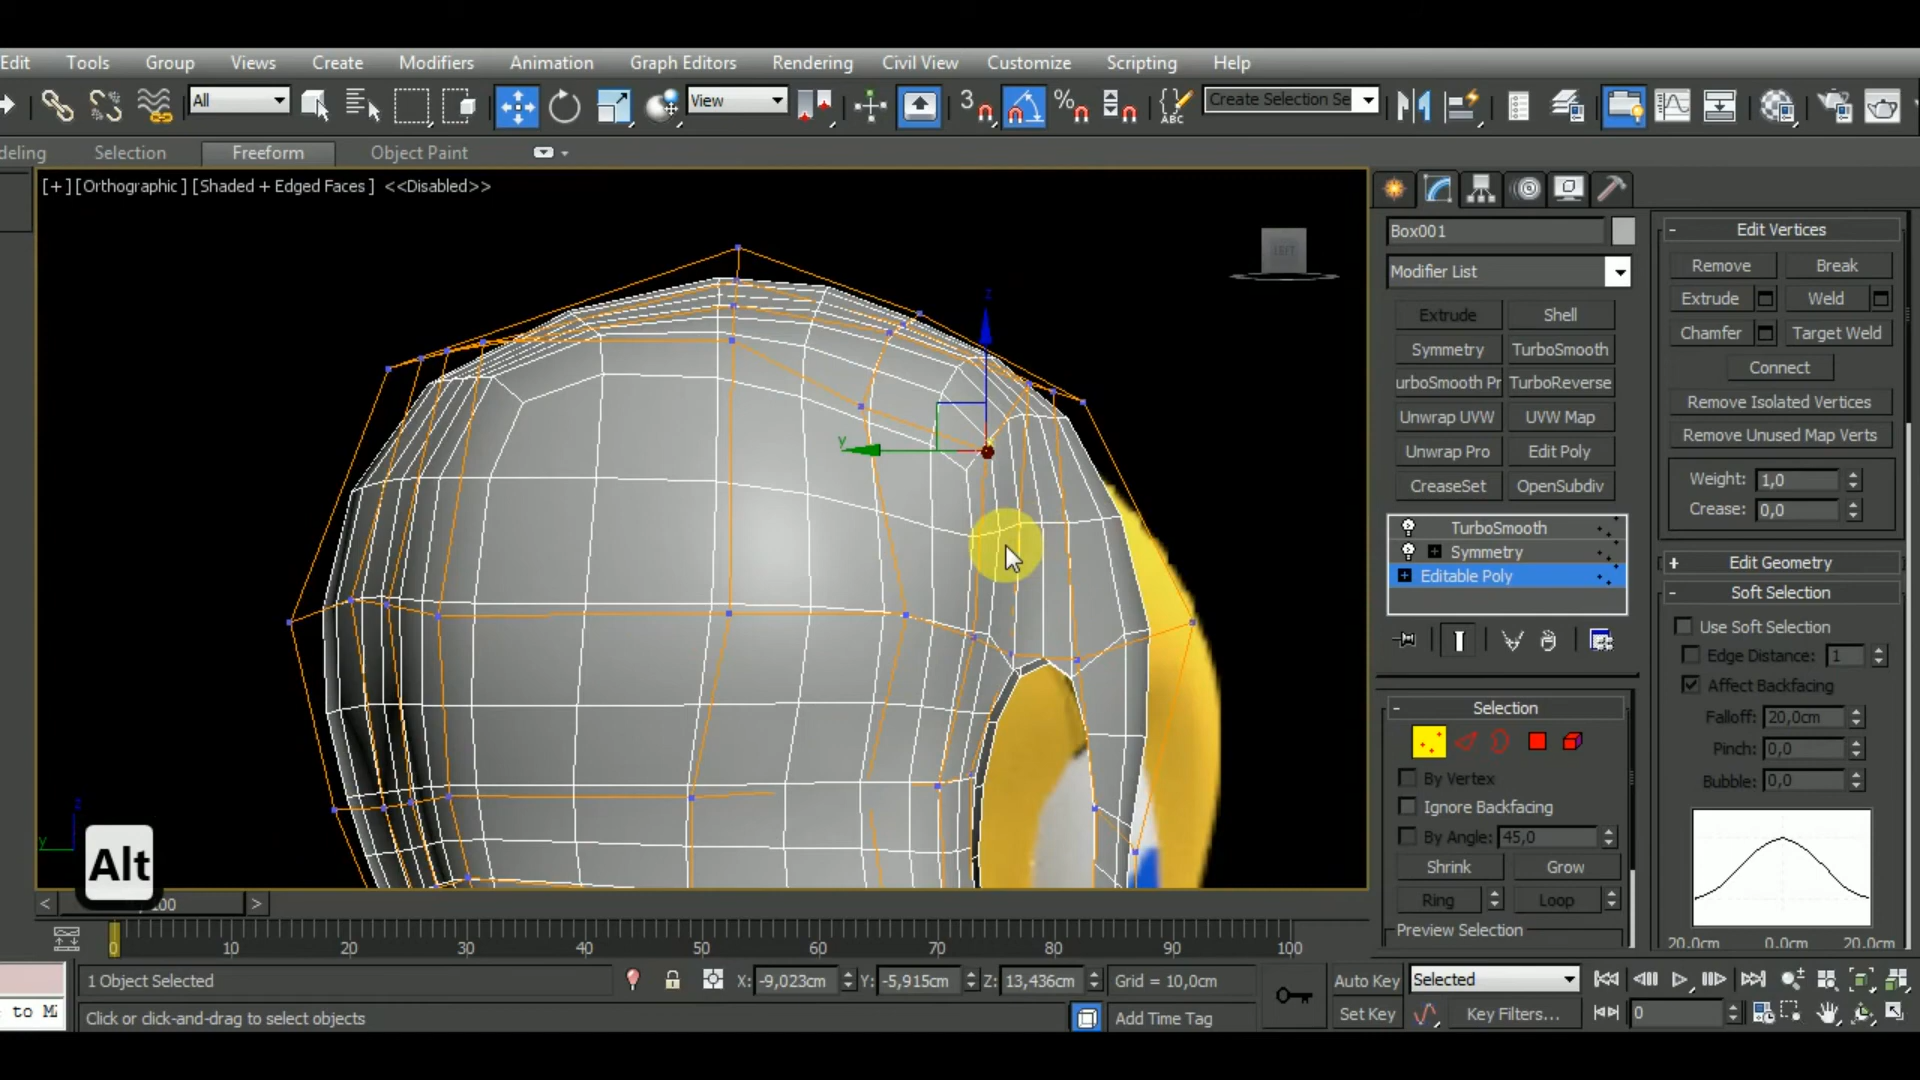 Edit Tools Group Views Create Modifiers Animation Graph Editors Rendering Civil View Customize Scripting Help
All View 3 % ABC Create Selection Se
deling Selection Freeform Object Paint
[+][Orthographic][Shaded + Edged Faces] <<Disabled>>
LEFT
z
y
z
y
Alt
Box001
Modifier List
Extrude Shell
Symmetry TurboSmooth
urboSmooth Pr TurboReverse
Unwrap UVW UVW Map
Unwrap Pro Edit Poly
CreaseSet OpenSubdiv
TurboSmooth
Symmetry
Editable Poly
- Selection
By Vertex
Ignore Backfacing
By Angle: 45,0
Shrink Grow
Ring Loop
Preview Selection
- Edit Vertices
Remove Break
Extrude Weld
Chamfer Target Weld
Connect
Remove Isolated Vertices
Remove Unused Map Verts
Weight: 1,0
Crease: 0,0
+ Edit Geometry
- Soft Selection
Use Soft Selection
Edge Distance: 1
Affect Backfacing
Falloff: 20,0cm
Pinch: 0,0
Bubble: 0,0
20,0cm 0,0cm 20,0cm
< 100 >
0 10 20 30 40 50 60 70 80 90 100
1 Object Selected X: -9,023cm Y: -5,915cm Z: 13,436cm Grid = 10,0cm Auto Key Selected
to Mi Click or click-and-drag to select objects Add Time Tag Set Key Key Filters... 0